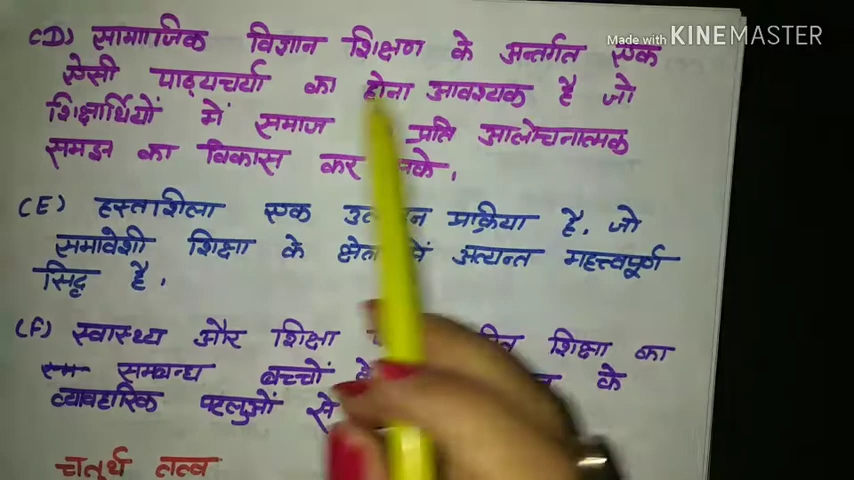 Made with KINEMASTER
(D) सामाजिक विज्ञान शिक्षण के अन्तर्गत एक
ऐसी पाठ्यचर्या का होना आवश्यक है जो
शिक्षार्थियों में समाज प्रति आलोचनात्मक
समझ का विकास कर
(E) हस्तशिला एक प्रक्रिया है, जो
समावेशी शिक्षा के अत्यन्त महत्त्वपूर्ण
सिद्ध है.
(F) स्वास्थ्य और शिक्षा शिक्षा का
सम्बन्ध बच्चों के
व्यावहारिक पहलुओं से
चतुर्थ तत्व